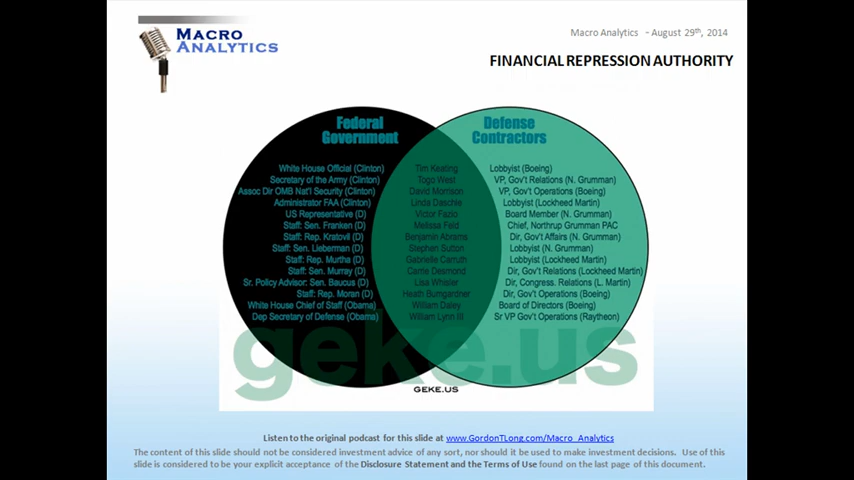 MACRO
ANALYTICS
Macro Analytics - August 29th, 2014
FINANCIAL REPRESSION AUTHORITY
Federal Government
Defense Contractors
White House Official (Clinton) Tim Keating Lobbyist (Boeing)
Secretary of the Army (Clinton) Togo West VP, Gov't Relations (N. Grumman)
Assoc Dir OMB Nat'l Security (Clinton) David Morrison VP, Gov't Operations (Boeing)
Administrator FAA (Clinton) Linda Daschle Lobbyist (Lockheed Martin)
US Representative (D) Victor Fazio Board Member (N. Grumman)
Staff: Sen. Franken (D) Melissa Field Chief, Northrup Grumman PAC
Staff: Rep. Kratovil (D) Benjamin Abrams Dir, Gov't Affairs (N. Grumman)
Staff: Sen. Lieberman (D) Stephen Sutton Lobbyist (N. Grumman)
Staff: Rep. Murtha (D) Gabrielle Carruth Lobbyist (Lockheed Martin)
Staff: Sen. Murray (D) Carrie Desmond Dir, Gov't Relations (Lockheed Martin)
Sr. Policy Advisor: Sen. Baucus (D) Lisa Whisler Dir, Congress. Relations (L. Martin)
Staff: Rep. Moran (D) Heath Bumgardner Dir, Gov't Operations (Boeing)
White House Chief of Staff (Obama) William Daley Board of Directors (Boeing)
Dep Secretary of Defense (Obama) William Lynn III Sr VP Gov't Operations (Raytheon)
geke.us
GEKE.US
Listen to the original podcast for this slide at www.GordonTLong.com/Macro_Analytics
The content of this slide should not be considered investment advice of any sort, nor should it be used to make investment decisions. Use of this
slide is considered to be your explicit acceptance of the Disclosure Statement and the Terms of Use found on the last page of this document.